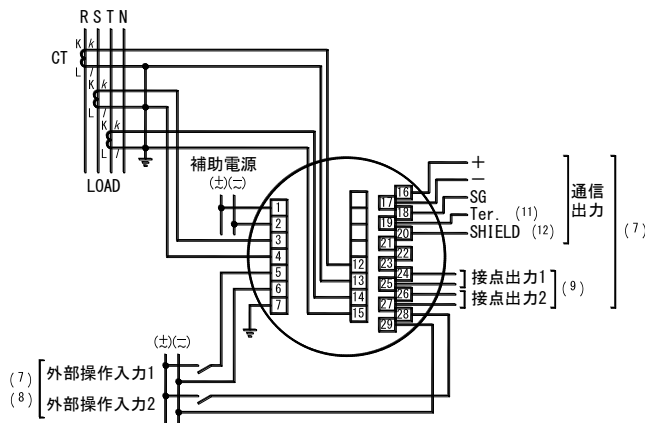 R S T N
CT
K k
L l
K k
L l
K k
L l
LOAD
補助電源
(±)(~)
1
2
3
4
5
6
7
12
13
14
15
16
17
18
19
20
21
22
23
24
25
26
27
28
29
+
−
SG
Ter. (11)
SHIELD (12)
通信
出力
(7)
接点出力1
接点出力2
(9)
(±)(~)
(7)
(8)
外部操作入力1
外部操作入力2